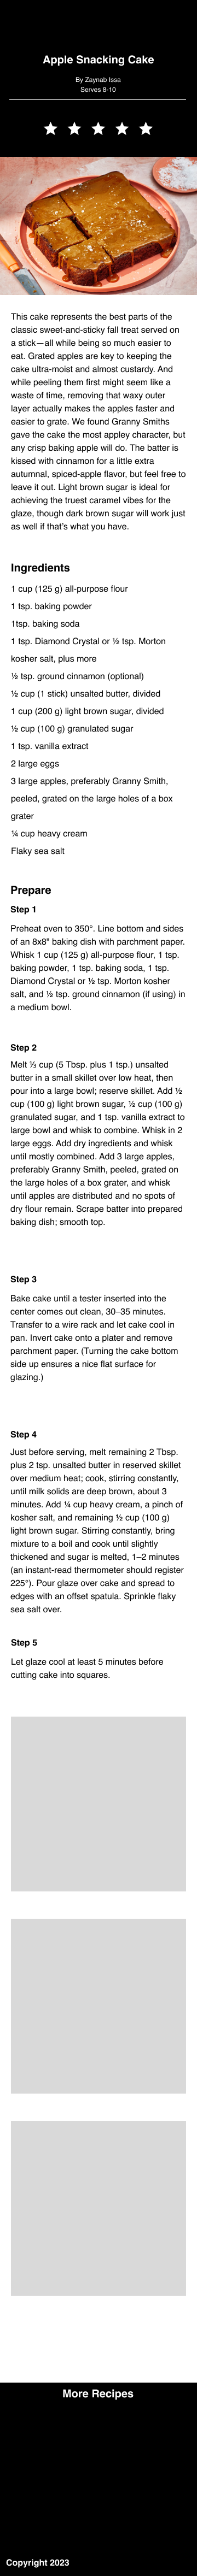 Apple Snacking Cake
By Zaynab Issa
Serves 8-10
This cake represents the best parts of the
classic sweet-and-sticky fall treat served on
a stick—all while being so much easier to
eat. Grated apples are key to keeping the
cake ultra-moist and almost custardy. And
while peeling them first might seem like a
waste of time, removing that waxy outer
layer actually makes the apples faster and
easier to grate. We found Granny Smiths
gave the cake the most appley character, but
any crisp baking apple will do. The batter is
kissed with cinnamon for a little extra
autumnal, spiced-apple flavor, but feel free to
leave it out. Light brown sugar is ideal for
achieving the truest caramel vibes for the
glaze, though dark brown sugar will work just
as well if that's what you have.
Ingredients
1 cup (125 g) all-purpose flour
1 tsp. baking powder
1tsp. baking soda
1 tsp. Diamond Crystal or ½ tsp. Morton
kosher salt, plus more
½ tsp. ground cinnamon (optional)
½ cup (1 stick) unsalted butter, divided
1 cup (200 g) light brown sugar, divided
½ cup (100 g) granulated sugar
1 tsp. vanilla extract
2 large eggs
3 large apples, preferably Granny Smith,
peeled, grated on the large holes of a box
grater
¼ cup heavy cream
Flaky sea salt
Prepare
Step 1
Preheat oven to 350°. Line bottom and sides
of an 8x8" baking dish with parchment paper.
Whisk 1 cup (125 g) all-purpose flour, 1 tsp.
baking powder, 1 tsp. baking soda, 1 tsp.
Diamond Crystal or ½ tsp. Morton kosher
salt, and ½ tsp. ground cinnamon (if using) in
a medium bowl.
Step 2
Melt ⅓ cup (5 Tbsp. plus 1 tsp.) unsalted
butter in a small skillet over low heat, then
pour into a large bowl; reserve skillet. Add ½
cup (100 g) light brown sugar, ½ cup (100 g)
granulated sugar, and 1 tsp. vanilla extract to
large bowl and whisk to combine. Whisk in 2
large eggs. Add dry ingredients and whisk
until mostly combined. Add 3 large apples,
preferably Granny Smith, peeled, grated on
the large holes of a box grater, and whisk
until apples are distributed and no spots of
dry flour remain. Scrape batter into prepared
baking dish; smooth top.
Step 3
Bake cake until a tester inserted into the
center comes out clean, 30–35 minutes.
Transfer to a wire rack and let cake cool in
pan. Invert cake onto a plater and remove
parchment paper. (Turning the cake bottom
side up ensures a nice flat surface for
glazing.)
Step 4
Just before serving, melt remaining 2 Tbsp.
plus 2 tsp. unsalted butter in reserved skillet
over medium heat; cook, stirring constantly,
until milk solids are deep brown, about 3
minutes. Add ¼ cup heavy cream, a pinch of
kosher salt, and remaining ½ cup (100 g)
light brown sugar. Stirring constantly, bring
mixture to a boil and cook until slightly
thickened and sugar is melted, 1–2 minutes
(an instant-read thermometer should register
225°). Pour glaze over cake and spread to
edges with an offset spatula. Sprinkle flaky
sea salt over.
Step 5
Let glaze cool at least 5 minutes before
cutting cake into squares.
More Recipes
Copyright 2023